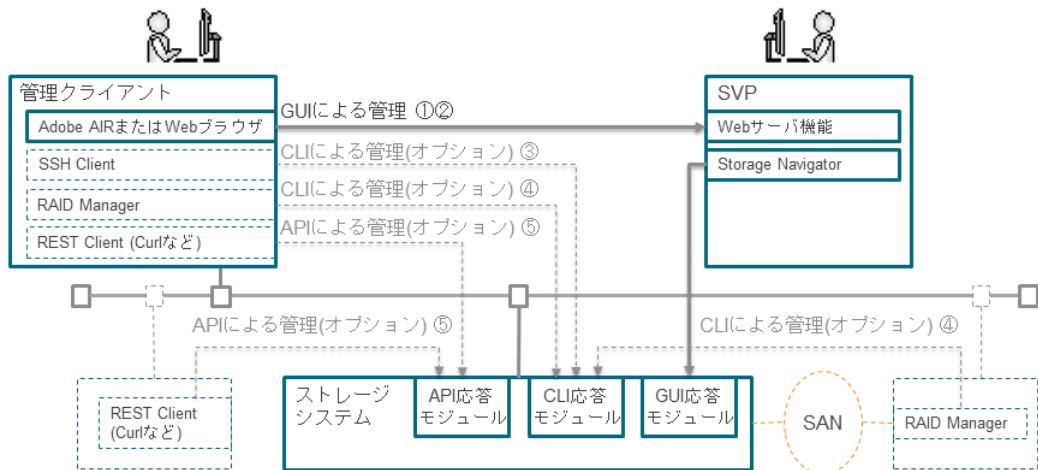 管理クライアント
Adobe AIRまたはWebブラウザ
SSH Client
RAID Manager
REST Client (Curlなど)
GUIによる管理 ①②
CLIによる管理(オプション) ③
CLIによる管理(オプション) ④
APIによる管理(オプション) ⑤
SVP
Webサーバ機能
Storage Navigator
APIによる管理(オプション) ⑤
CLIによる管理(オプション) ④
REST Client
(Curlなど)
ストレージ
システム
API応答
モジュール
CLI応答
モジュール
GUI応答
モジュール
SAN
RAID Manager